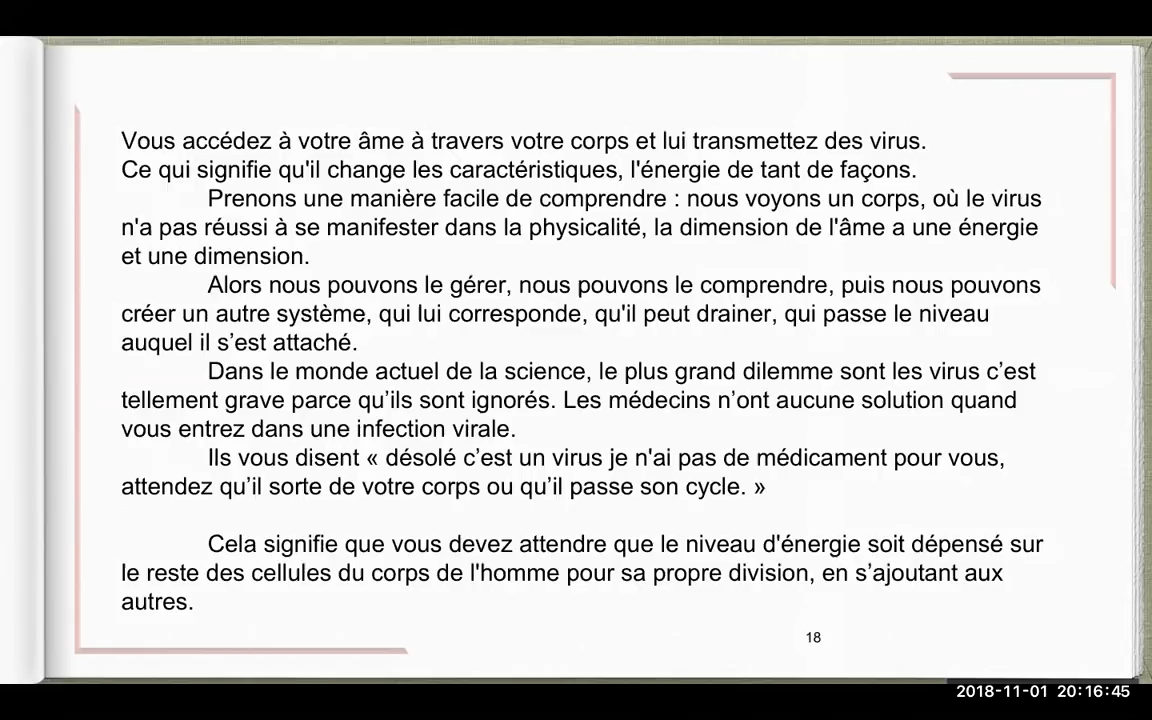 Vous accédez à votre âme à travers votre corps et lui transmettez des virus.
Ce qui signifie qu'il change les caractéristiques, l'énergie de tant de façons.
Prenons une manière facile de comprendre : nous voyons un corps, où le virus
n'a pas réussi à se manifester dans la physicalité, la dimension de l'âme a une énergie
et une dimension.
Alors nous pouvons le gérer, nous pouvons le comprendre, puis nous pouvons
créer un autre système, qui lui corresponde, qu'il peut drainer, qui passe le niveau
auquel il s’est attaché.
Dans le monde actuel de la science, le plus grand dilemme sont les virus c’est
tellement grave parce qu’ils sont ignorés. Les médecins n’ont aucune solution quand
vous entrez dans une infection virale.
Ils vous disent « désolé c’est un virus je n'ai pas de médicament pour vous,
attendez qu’il sorte de votre corps ou qu’il passe son cycle. »
Cela signifie que vous devez attendre que le niveau d'énergie soit dépensé sur
le reste des cellules du corps de l'homme pour sa propre division, en s’ajoutant aux
autres.
18
2018-11-01 20:16:45